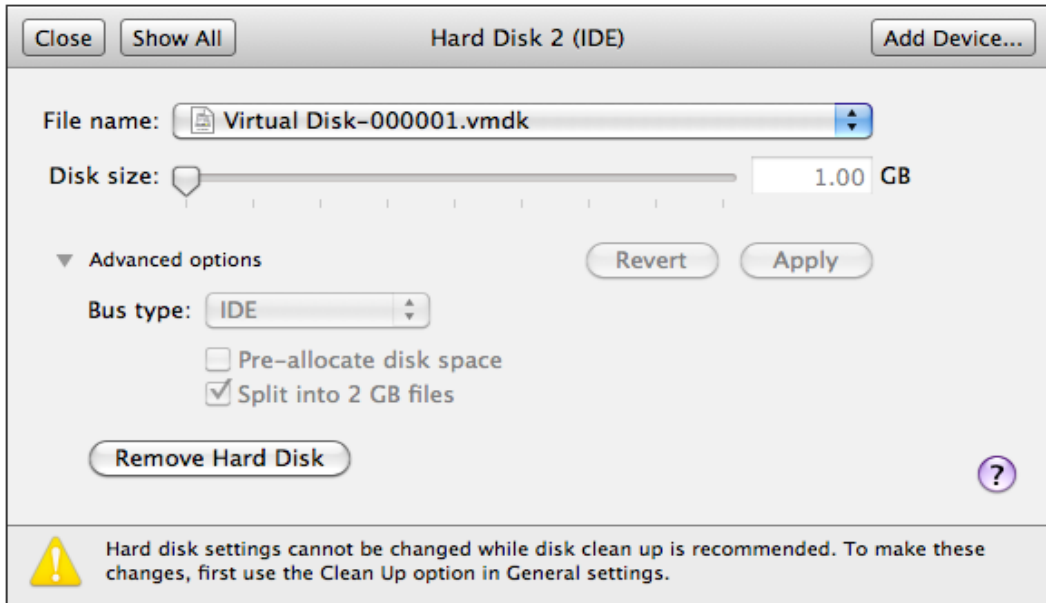 Close Show All Hard Disk 2 (IDE) Add Device...
File name: Virtual Disk-000001.vmdk
Disk size: 1.00 GB
Advanced options Revert Apply
Bus type: IDE
Pre-allocate disk space
Split into 2 GB files
Remove Hard Disk
?
Hard disk settings cannot be changed while disk clean up is recommended. To make these
changes, first use the Clean Up option in General settings.